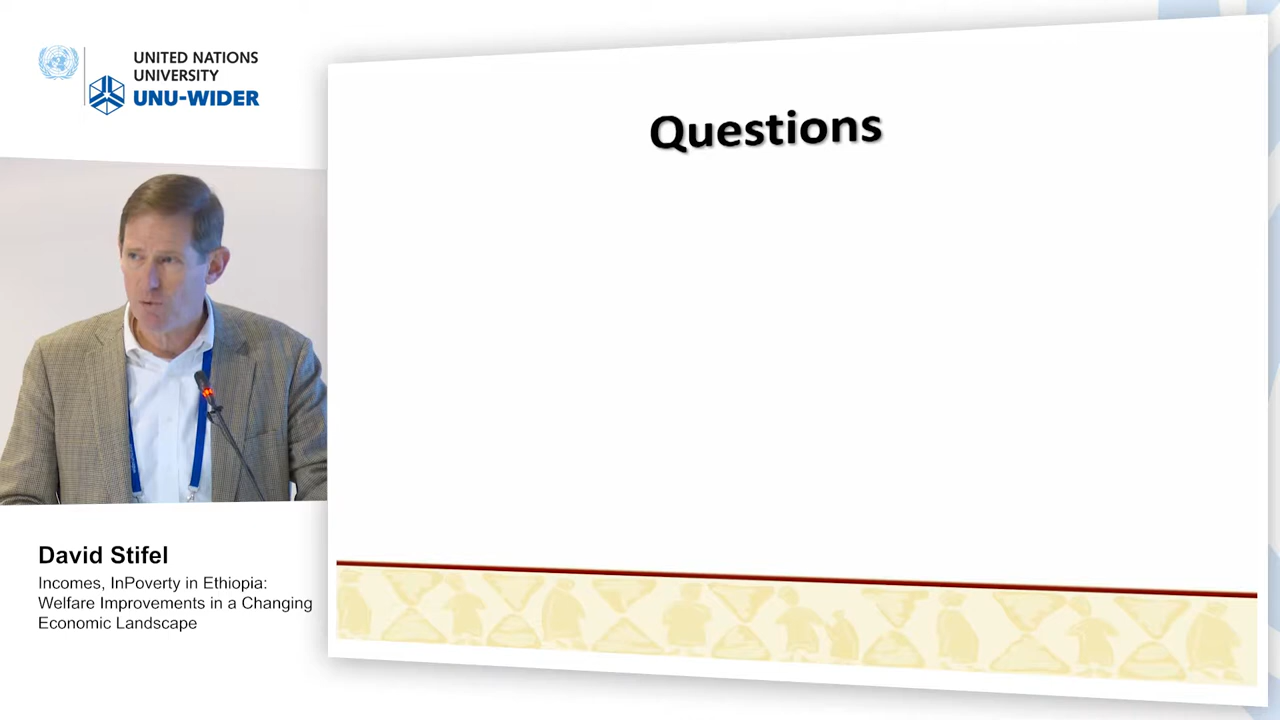 UNITED NATIONS
UNIVERSITY
UNU-WIDER
Questions
David Stifel
Incomes, InPoverty in Ethiopia:
Welfare Improvements in a Changing
Economic Landscape